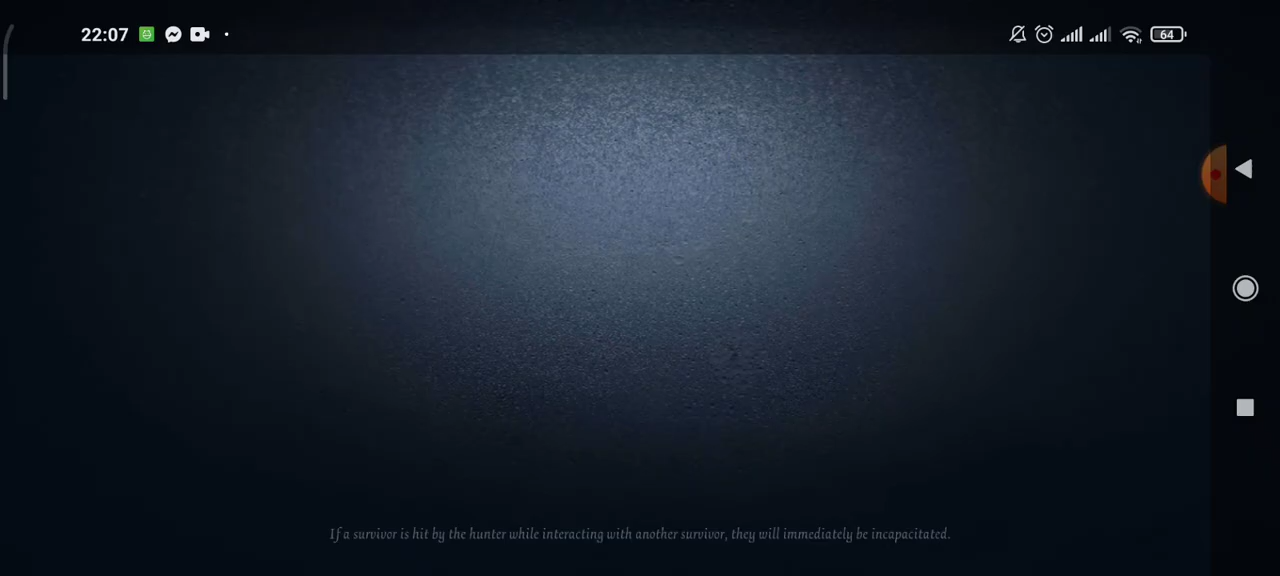 22:07
64
If a survivor is hit by the hunter while interacting with another survivor, they will immediately be incapacitated.